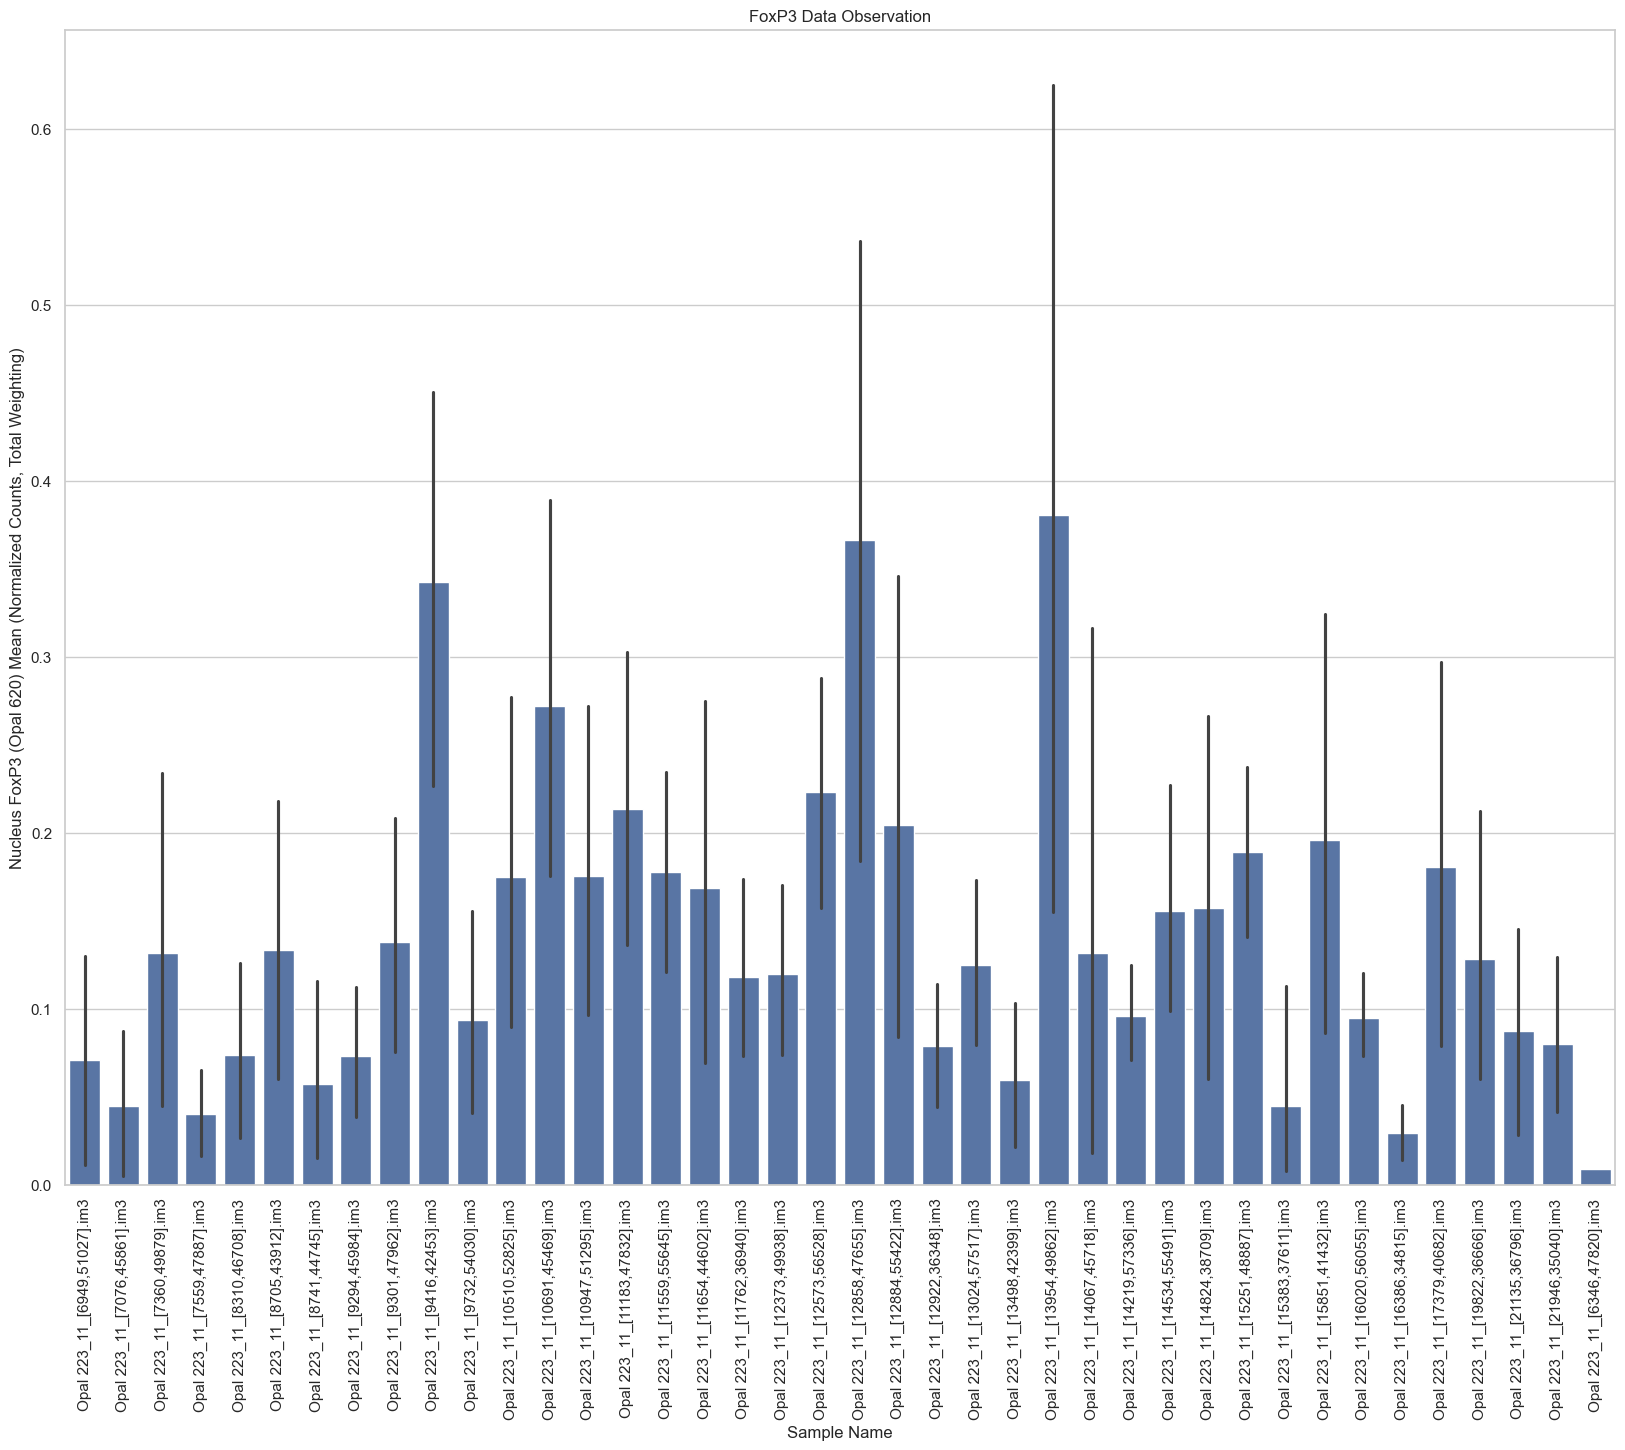 FoxP3 Data Observation
Nucleus FoxP3 (Opal 620) Mean (Normalized Counts, Total Weighting)
0.6
0.5
0.4
0.3
0.2
0.1
0.0
Opal 223_11_[6949,51027].im3
Opal 223_11_[7076,45861].im3
Opal 223_11_[7360,49879].im3
Opal 223_11_[7559,47887].im3
Opal 223_11_[8310,46708].im3
Opal 223_11_[8705,43912].im3
Opal 223_11_[8741,44745].im3
Opal 223_11_[9294,45984].im3
Opal 223_11_[9301,47962].im3
Opal 223_11_[9416,42453].im3
Opal 223_11_[9732,54030].im3
Opal 223_11_[10510,52825].im3
Opal 223_11_[10691,45469].im3
Opal 223_11_[10947,51295].im3
Opal 223_11_[11183,47832].im3
Opal 223_11_[11559,55645].im3
Opal 223_11_[11654,44602].im3
Opal 223_11_[11762,36940].im3
Opal 223_11_[12373,49938].im3
Opal 223_11_[12573,56528].im3
Opal 223_11_[12858,47655].im3
Opal 223_11_[12884,55422].im3
Opal 223_11_[12922,36348].im3
Opal 223_11_[13024,57517].im3
Opal 223_11_[13498,42399].im3
Opal 223_11_[13954,49862].im3
Opal 223_11_[14067,45718].im3
Opal 223_11_[14219,57336].im3
Opal 223_11_[14534,55491].im3
Opal 223_11_[14824,38709].im3
Opal 223_11_[15251,48887].im3
Opal 223_11_[15383,37611].im3
Opal 223_11_[15851,41432].im3
Opal 223_11_[16020,56055].im3
Opal 223_11_[16386,34815].im3
Opal 223_11_[17379,40682].im3
Opal 223_11_[19822,36666].im3
Opal 223_11_[21135,36796].im3
Opal 223_11_[21946,35040].im3
Opal 223_11_[6346,47820].im3
Sample Name